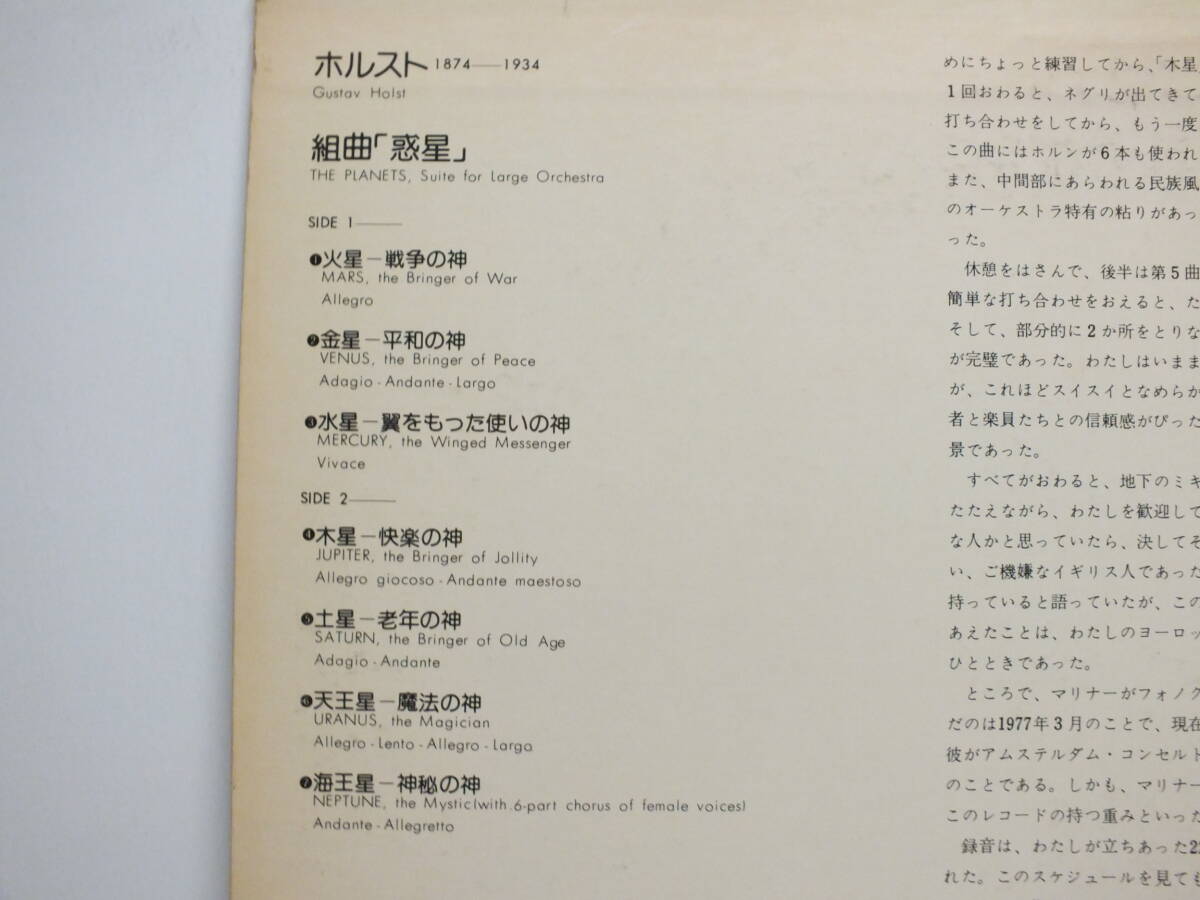 ホルスト 1874——1934
Gustav Holst
組曲「惑星」
THE PLANETS, Suite for Large Orchestra
SIDE 1——
❶火星－戦争の神
MARS, the Bringer of War
Allegro
❷金星－平和の神
VENUS, the Bringer of Peace
Adagio - Andante - Largo
❸水星－翼をもった使いの神
MERCURY, the Winged Messenger
Vivace
SIDE 2——
❹木星－快楽の神
JUPITER, the Bringer of Jollity
Allegro giocoso - Andante maestoso
❺土星－老年の神
SATURN, the Bringer of Old Age
Adagio - Andante
❻天王星－魔法の神
URANUS, the Magician
Allegro - Lento - Allegro - Largo
❼海王星－神秘の神
NEPTUNE, the Mystic(with 6-part chorus of female voices)
Andante - Allegretto
めにちょっと練習してから、「木星」
1回おわると、ネグリが出てきて
打ち合わせをしてから、もう一度
この曲にはホルンが6本も使われ
また、中間部にあらわれる民族風
のオーケストラ特有の粘りがあっ
った。
休憩をはさんで、後半は第5曲
簡単な打ち合わせをおえると、た
そして、部分的に2か所をとりな
が完璧であった。わたしはいまま
が、これほどスイスイとなめらか
者と楽員たちとの信頼感がぴった
景であった。
すべてがおわると、地下のミキ
たたえながら、わたしを歓迎して
な人かと思っていたら、決してそ
い、ご機嫌なイギリス人であった
持っていると語っていたが、この
あえたことは、わたしのヨーロッ
ひとときであった。
ところで、マリナーがフォノグ
だのは1977年3月のことで、現在
彼がアムステルダム・コンセルト
のことである。しかも、マリナー
このレコードの持つ重みといった
録音は、わたしが立ちあった22
れた。このスケジュールを見ても